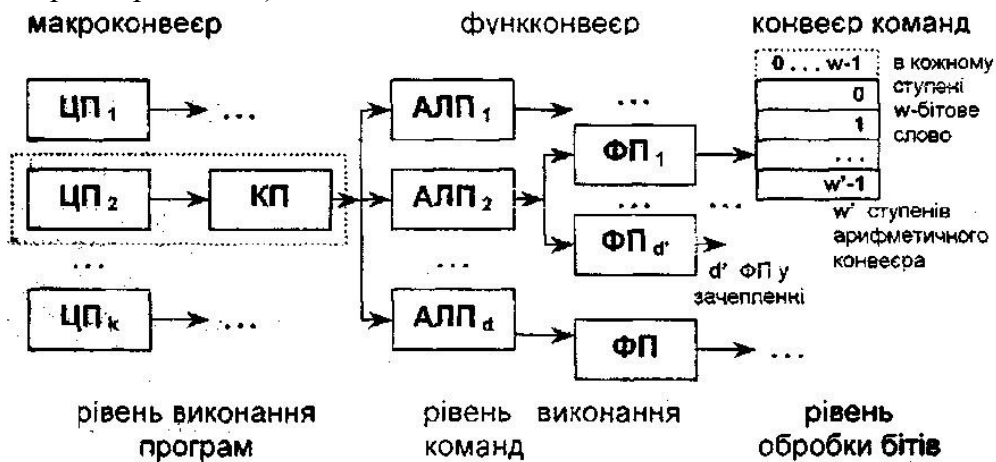 макроконвеєр
функконвеєр
конвеєр команд
ЦП 1
...
АЛП 1
...
0 ... w-1
0
1
...
w'-1
в кожному
ступені
w-бітове
слово
ФП 1
ЦП 2
КП
АЛП 2
... ...
w' ступенів
арифметичного
конвеєра
ФП d'
d' ФП у
зачепленні
...
...
ЦП k
...
АЛП d
ФП
...
рівень виконання
програм
рівень виконання
команд
рівень
обробки бітів